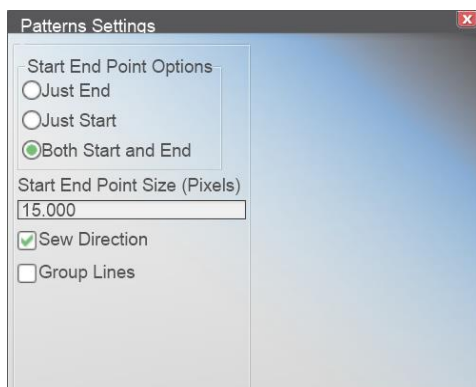 Patterns Settings
Start End Point Options
Just End
Just Start
Both Start and End
Start End Point Size (Pixels)
15.000
Sew Direction
Group Lines